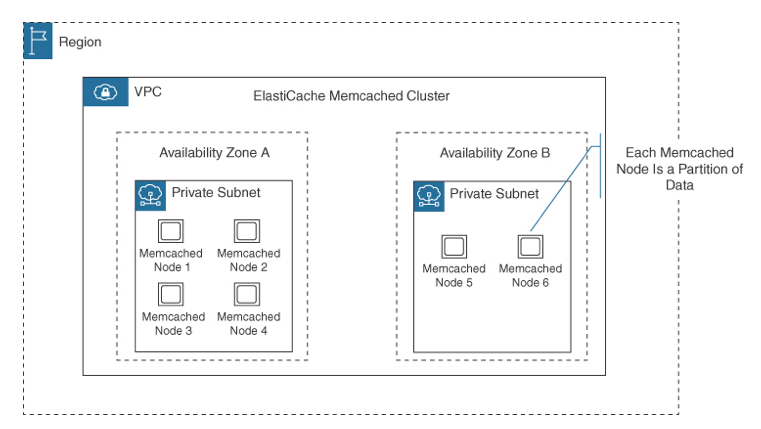 Region
VPC
ElastiCache Memcached Cluster
Availability Zone A
Private Subnet
Memcached
Node 1
Memcached
Node 2
Memcached
Node 3
Memcached
Node 4
Availability Zone B
Private Subnet
Memcached
Node 5
Memcached
Node 6
Each Memcached
Node Is a Partition of
Data